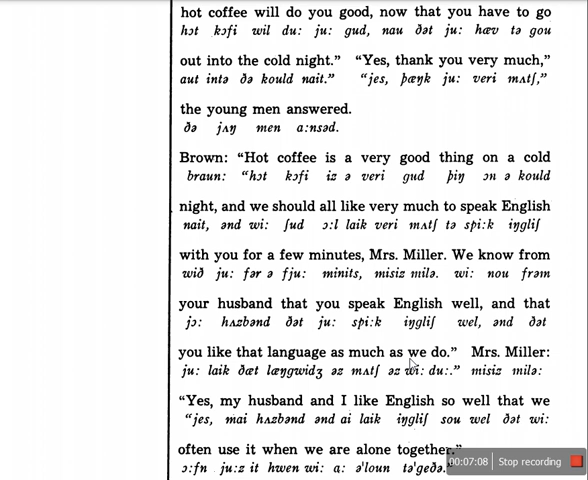 hot coffee will do you good, now that you have to go
hɔt kɔfi wil du: ju: gud, nau ðət ju: hæv tə gou
out into the cold night.” “Yes, thank you very much,”
aut intə ðə kould nait.” “jes, þæŋk ju: veri mʌtʃ,”
the young men answered.
ðə jʌŋ men a:nsəd.
Brown: “Hot coffee is a very good thing on a cold
braun: “hɔt kɔfi iz ə veri gud þiŋ ɔn ə kould
night, and we should all like very much to speak English
nait, ənd wi: ʃud ɔ:l laik veri mʌtʃ tə spi:k iŋgliʃ
with you for a few minutes, Mrs. Miller. We know from
wið ju: fər ə fju: minits, misiz milə. wi: nou frəm
your husband that you speak English well, and that
jɔ: hʌzbənd ðət ju: spi:k iŋgliʃ wel, ənd ðət
you like that language as much as we do.” Mrs. Miller:
ju: laik ðæt læŋgwidʒ əz mʌtʃ əz wi: du:.” misiz milə:
“Yes, my husband and I like English so well that we
“jes, mai hʌzbənd ənd ai laik iŋgliʃ sou wel ðət wi:
often use it when we are alone together.”
ɔ:fn ju:z it hwen wi: a: ə'loun tə'geðə.
00:07:08 Stop recording